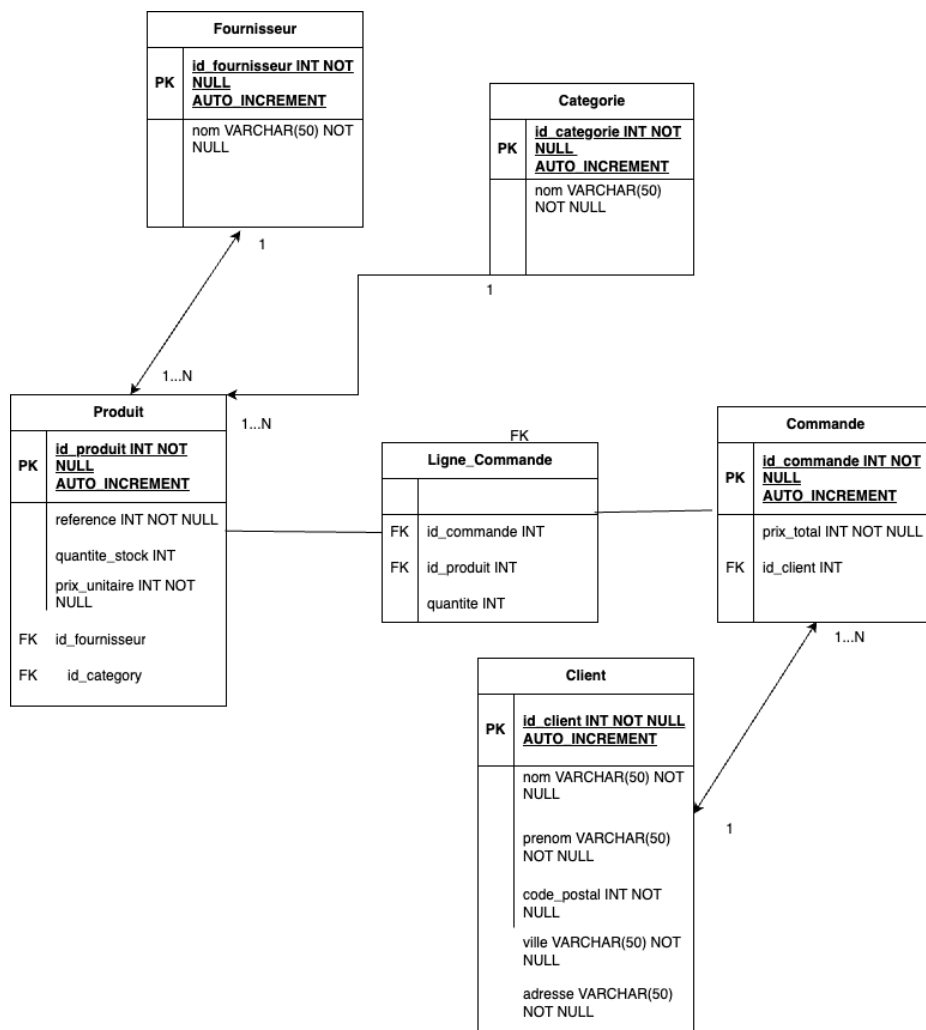 Fournisseur
PK
id_fournisseur INT NOT
NULL
AUTO_INCREMENT
nom VARCHAR(50) NOT
NULL
1
1...N
Categorie
PK
id_categorie INT NOT
NULL
AUTO_INCREMENT
nom VARCHAR(50)
NOT NULL
1
1...N
Produit
PK
id_produit INT NOT
NULL
AUTO_INCREMENT
reference INT NOT NULL
quantite_stock INT
prix_unitaire INT NOT
NULL
FK id_fournisseur
FK id_category
FK
Ligne_Commande
FK id_commande INT
FK id_produit INT
quantite INT
Commande
PK
id_commande INT NOT
NULL
AUTO_INCREMENT
prix_total INT NOT NULL
FK id_client INT
1...N
1
Client
PK
id_client INT NOT NULL
AUTO_INCREMENT
nom VARCHAR(50) NOT
NULL
prenom VARCHAR(50)
NOT NULL
code_postal INT NOT
NULL
ville VARCHAR(50) NOT
NULL
adresse VARCHAR(50)
NOT NULL